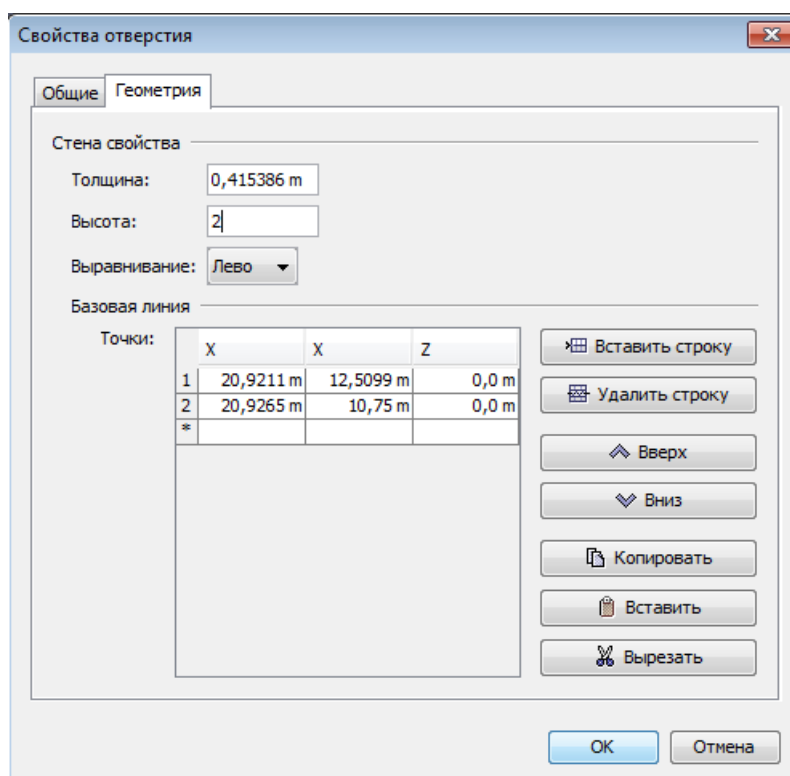 Свойства отверстия
Общие Геометрия
Стена свойства
Толщина: 0,415386 m
Высота: 2
Выравнивание: Лево
Базовая линия
Точки:
X X Z
1 20,9211 m 12,5099 m 0,0 m
2 20,9265 m 10,75 m 0,0 m
*
Вставить строку
Удалить строку
Вверх
Вниз
Копировать
Вставить
Вырезать
OK Отмена